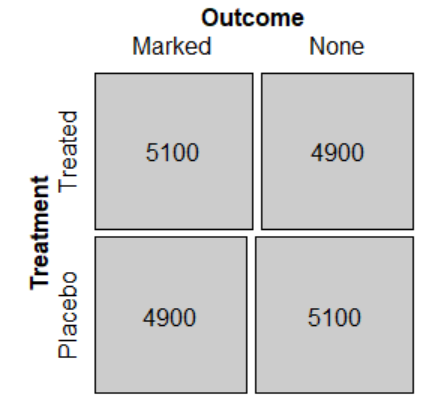 Outcome
Marked None
Treatment
Treated
5100 4900
Placebo
4900 5100